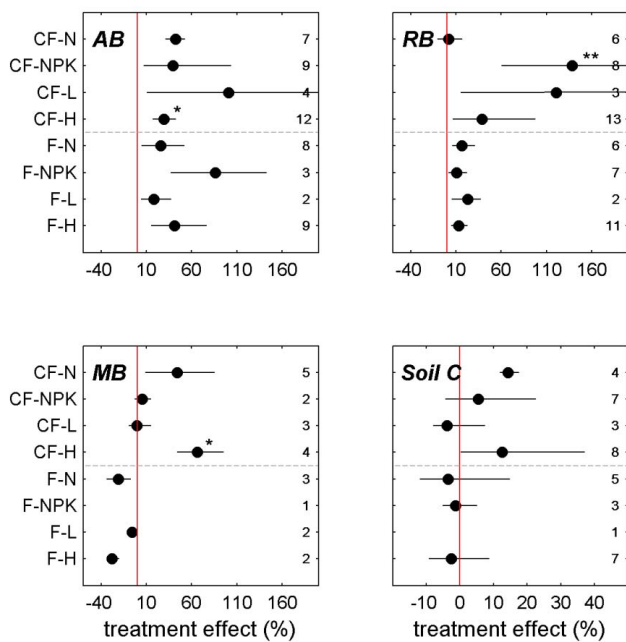 AB
CF-N 7
CF-NPK 9
CF-L 4
CF-H * 12
F-N 8
F-NPK 3
F-L 2
F-H 9
-40 10 60 110 160
RB
6
** 8
3
13
6
7
2
11
-40 10 60 110 160
MB
CF-N 5
CF-NPK 2
CF-L 3
CF-H * 4
F-N 3
F-NPK 1
F-L 2
F-H 2
-40 10 60 110 160
treatment effect (%)
Soil C
4
7
3
8
5
3
1
7
-20 -10 0 10 20 30 40
treatment effect (%)